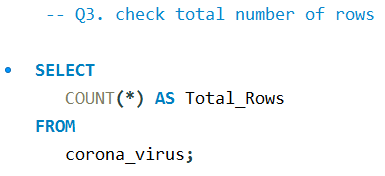 -- Q3. check total number of rows
SELECT
COUNT(*) AS Total_Rows
FROM
corona_virus;